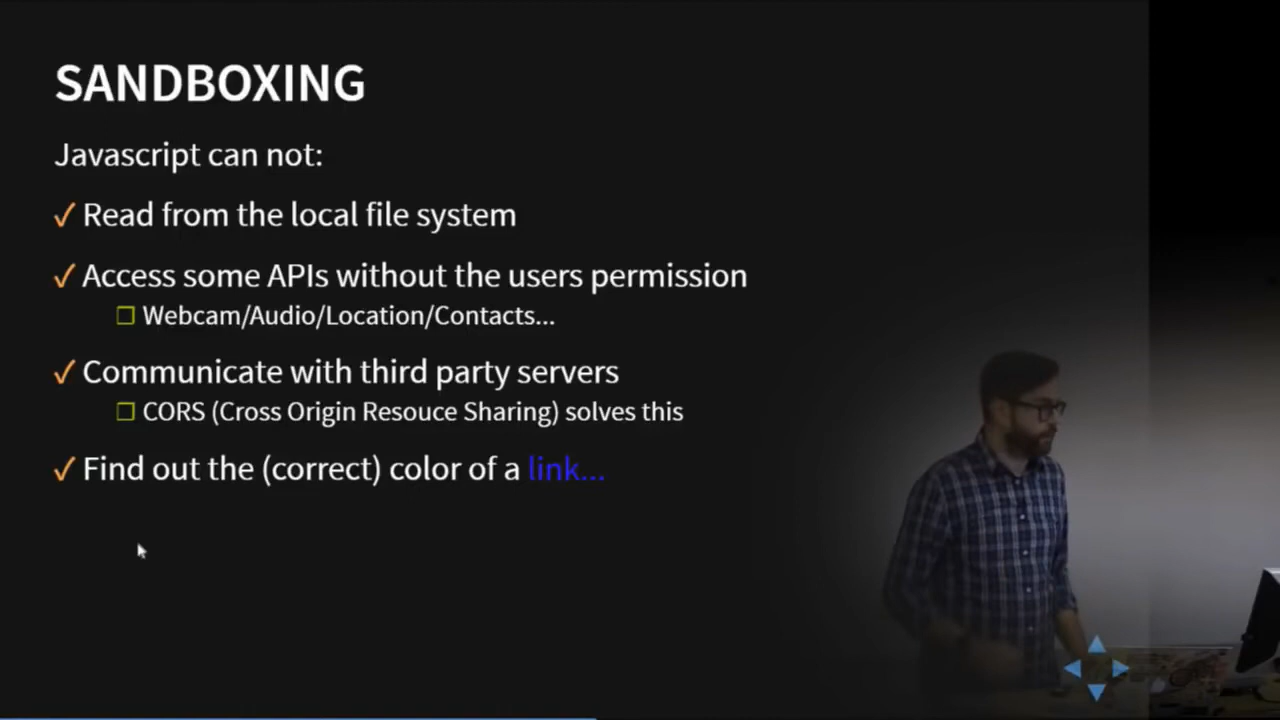 SANDBOXING
Javascript can not:
✓ Read from the local file system
✓ Access some APIs without the users permission
❒ Webcam/Audio/Location/Contacts...
✓ Communicate with third party servers
❒ CORS (Cross Origin Resouce Sharing) solves this
✓ Find out the (correct) color of a link...